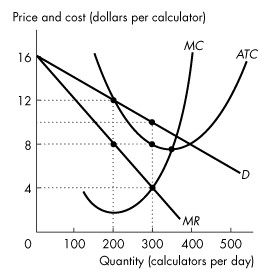 Price and cost (dollars per calculator)
MC
ATC
16
12
8
4
D
MR
0 100 200 300 400 500
Quantity (calculators per day)